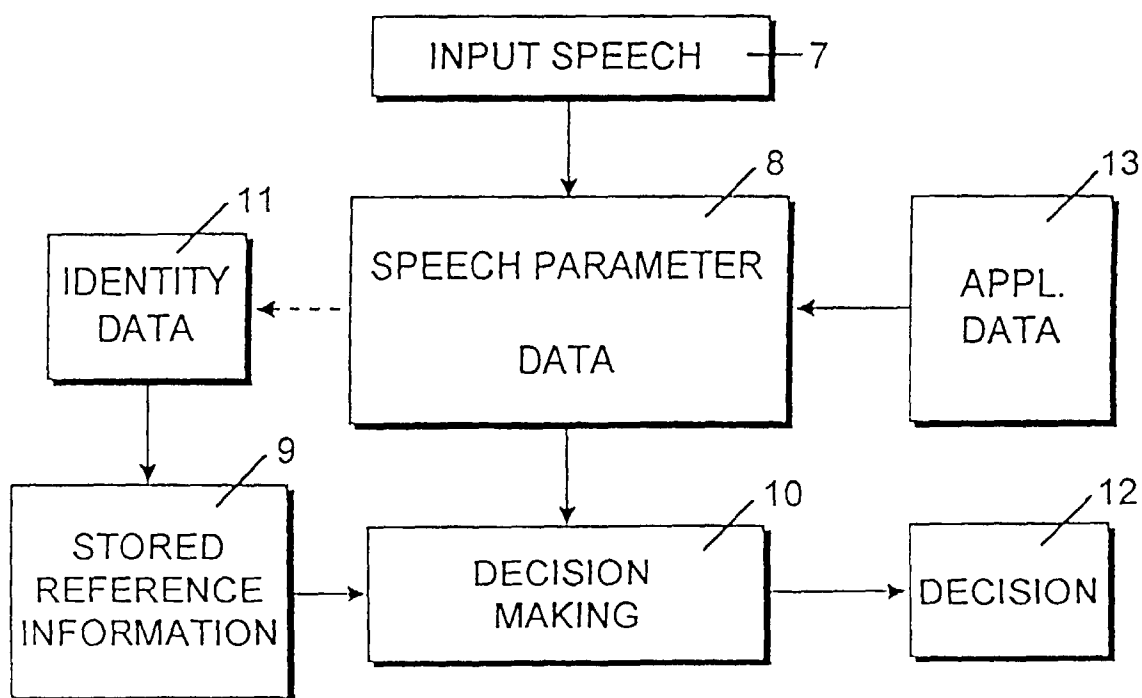 INPUT SPEECH
7
8
13
11
IDENTITY
DATA
SPEECH PARAMETER
DATA
APPL.
DATA
9
10
12
STORED
REFERENCE
INFORMATION
DECISION
MAKING
DECISION